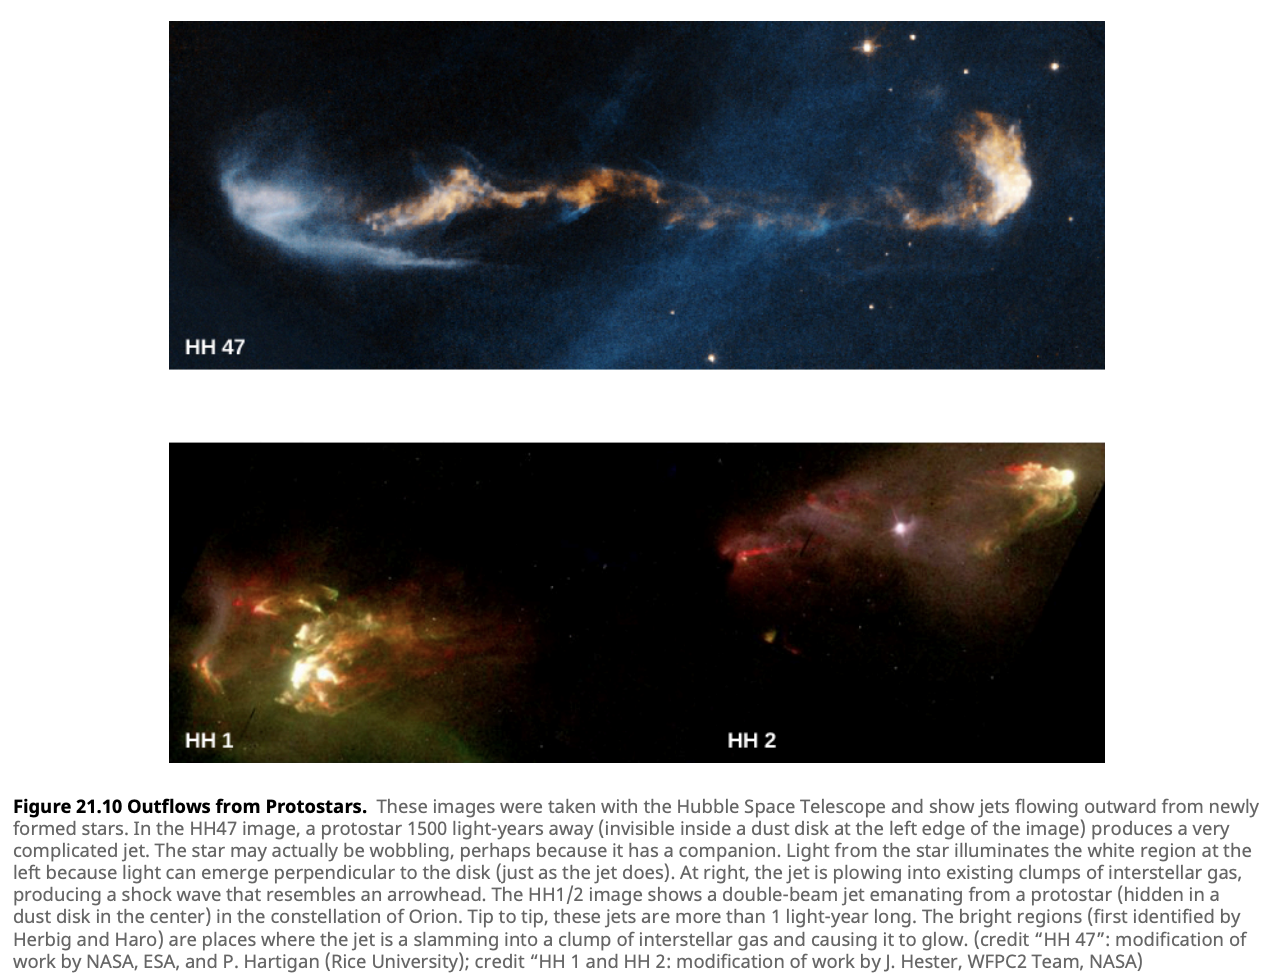 HH 47
HH 1
HH 2
Figure 21.10 Outflows from Protostars. These images were taken with the Hubble Space Telescope and show jets flowing outward from newly
formed stars. In the HH47 image, a protostar 1500 light-years away (invisible inside a dust disk at the left edge of the image) produces a very
complicated jet. The star may actually be wobbling, perhaps because it has a companion. Light from the star illuminates the white region at the
left because light can emerge perpendicular to the disk (just as the jet does). At right, the jet is plowing into existing clumps of interstellar gas,
producing a shock wave that resembles an arrowhead. The HH1/2 image shows a double-beam jet emanating from a protostar (hidden in a
dust disk in the center) in the constellation of Orion. Tip to tip, these jets are more than 1 light-year long. The bright regions (first identified by
Herbig and Haro) are places where the jet is a slamming into a clump of interstellar gas and causing it to glow. (credit “HH 47”: modification of
work by NASA, ESA, and P. Hartigan (Rice University); credit “HH 1 and HH 2: modification of work by J. Hester, WFPC2 Team, NASA)